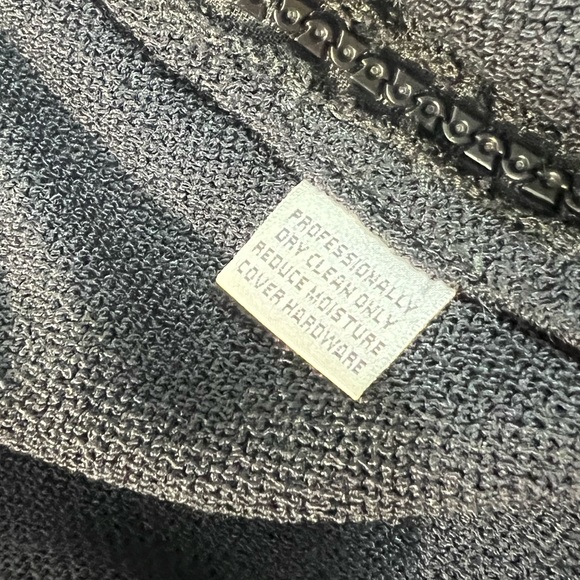 PROFESSIONALLY
DRY CLEAN ONLY
REDUCE MOISTURE
COVER HARDWARE